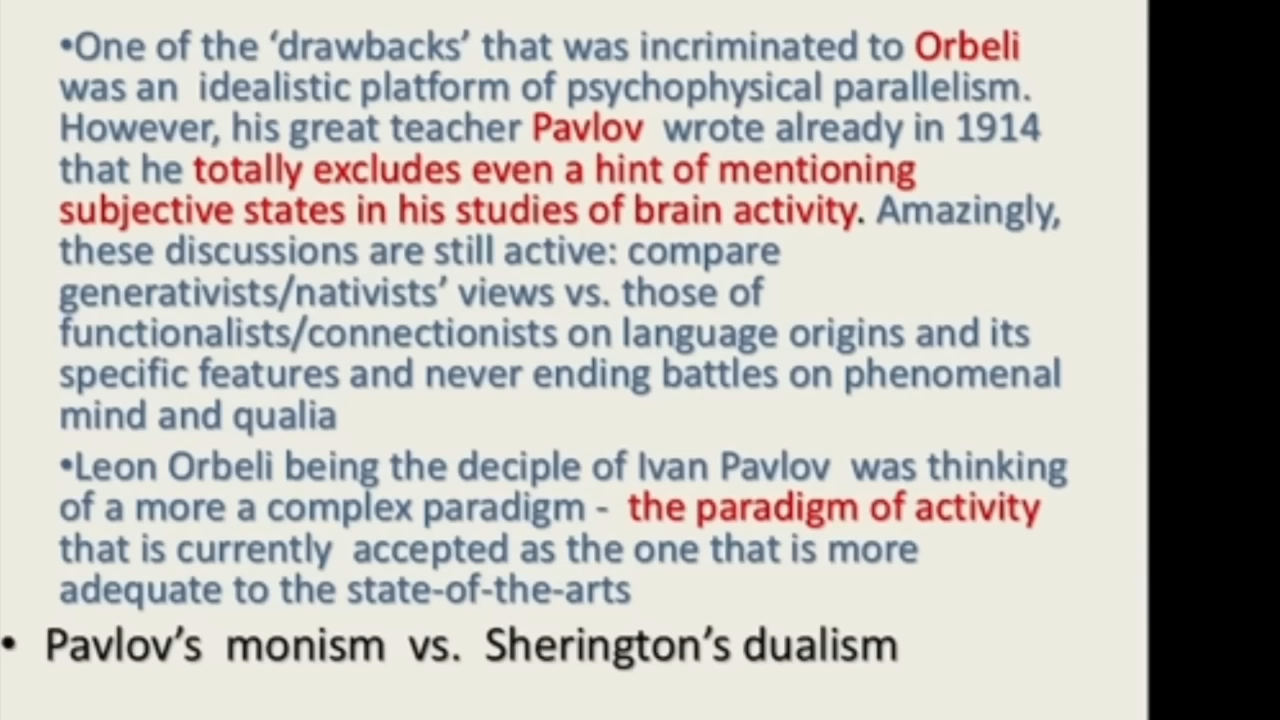 •One of the ‘drawbacks’ that was incriminated to Orbeli
was an idealistic platform of psychophysical parallelism.
However, his great teacher Pavlov wrote already in 1914
that he totally excludes even a hint of mentioning
subjective states in his studies of brain activity. Amazingly,
these discussions are still active: compare
generativists/nativists’ views vs. those of
functionalists/connectionists on language origins and its
specific features and never ending battles on phenomenal
mind and qualia
•Leon Orbeli being the deciple of Ivan Pavlov was thinking
of a more a complex paradigm - the paradigm of activity
that is currently accepted as the one that is more
adequate to the state-of-the-arts
• Pavlov’s monism vs. Sherington’s dualism